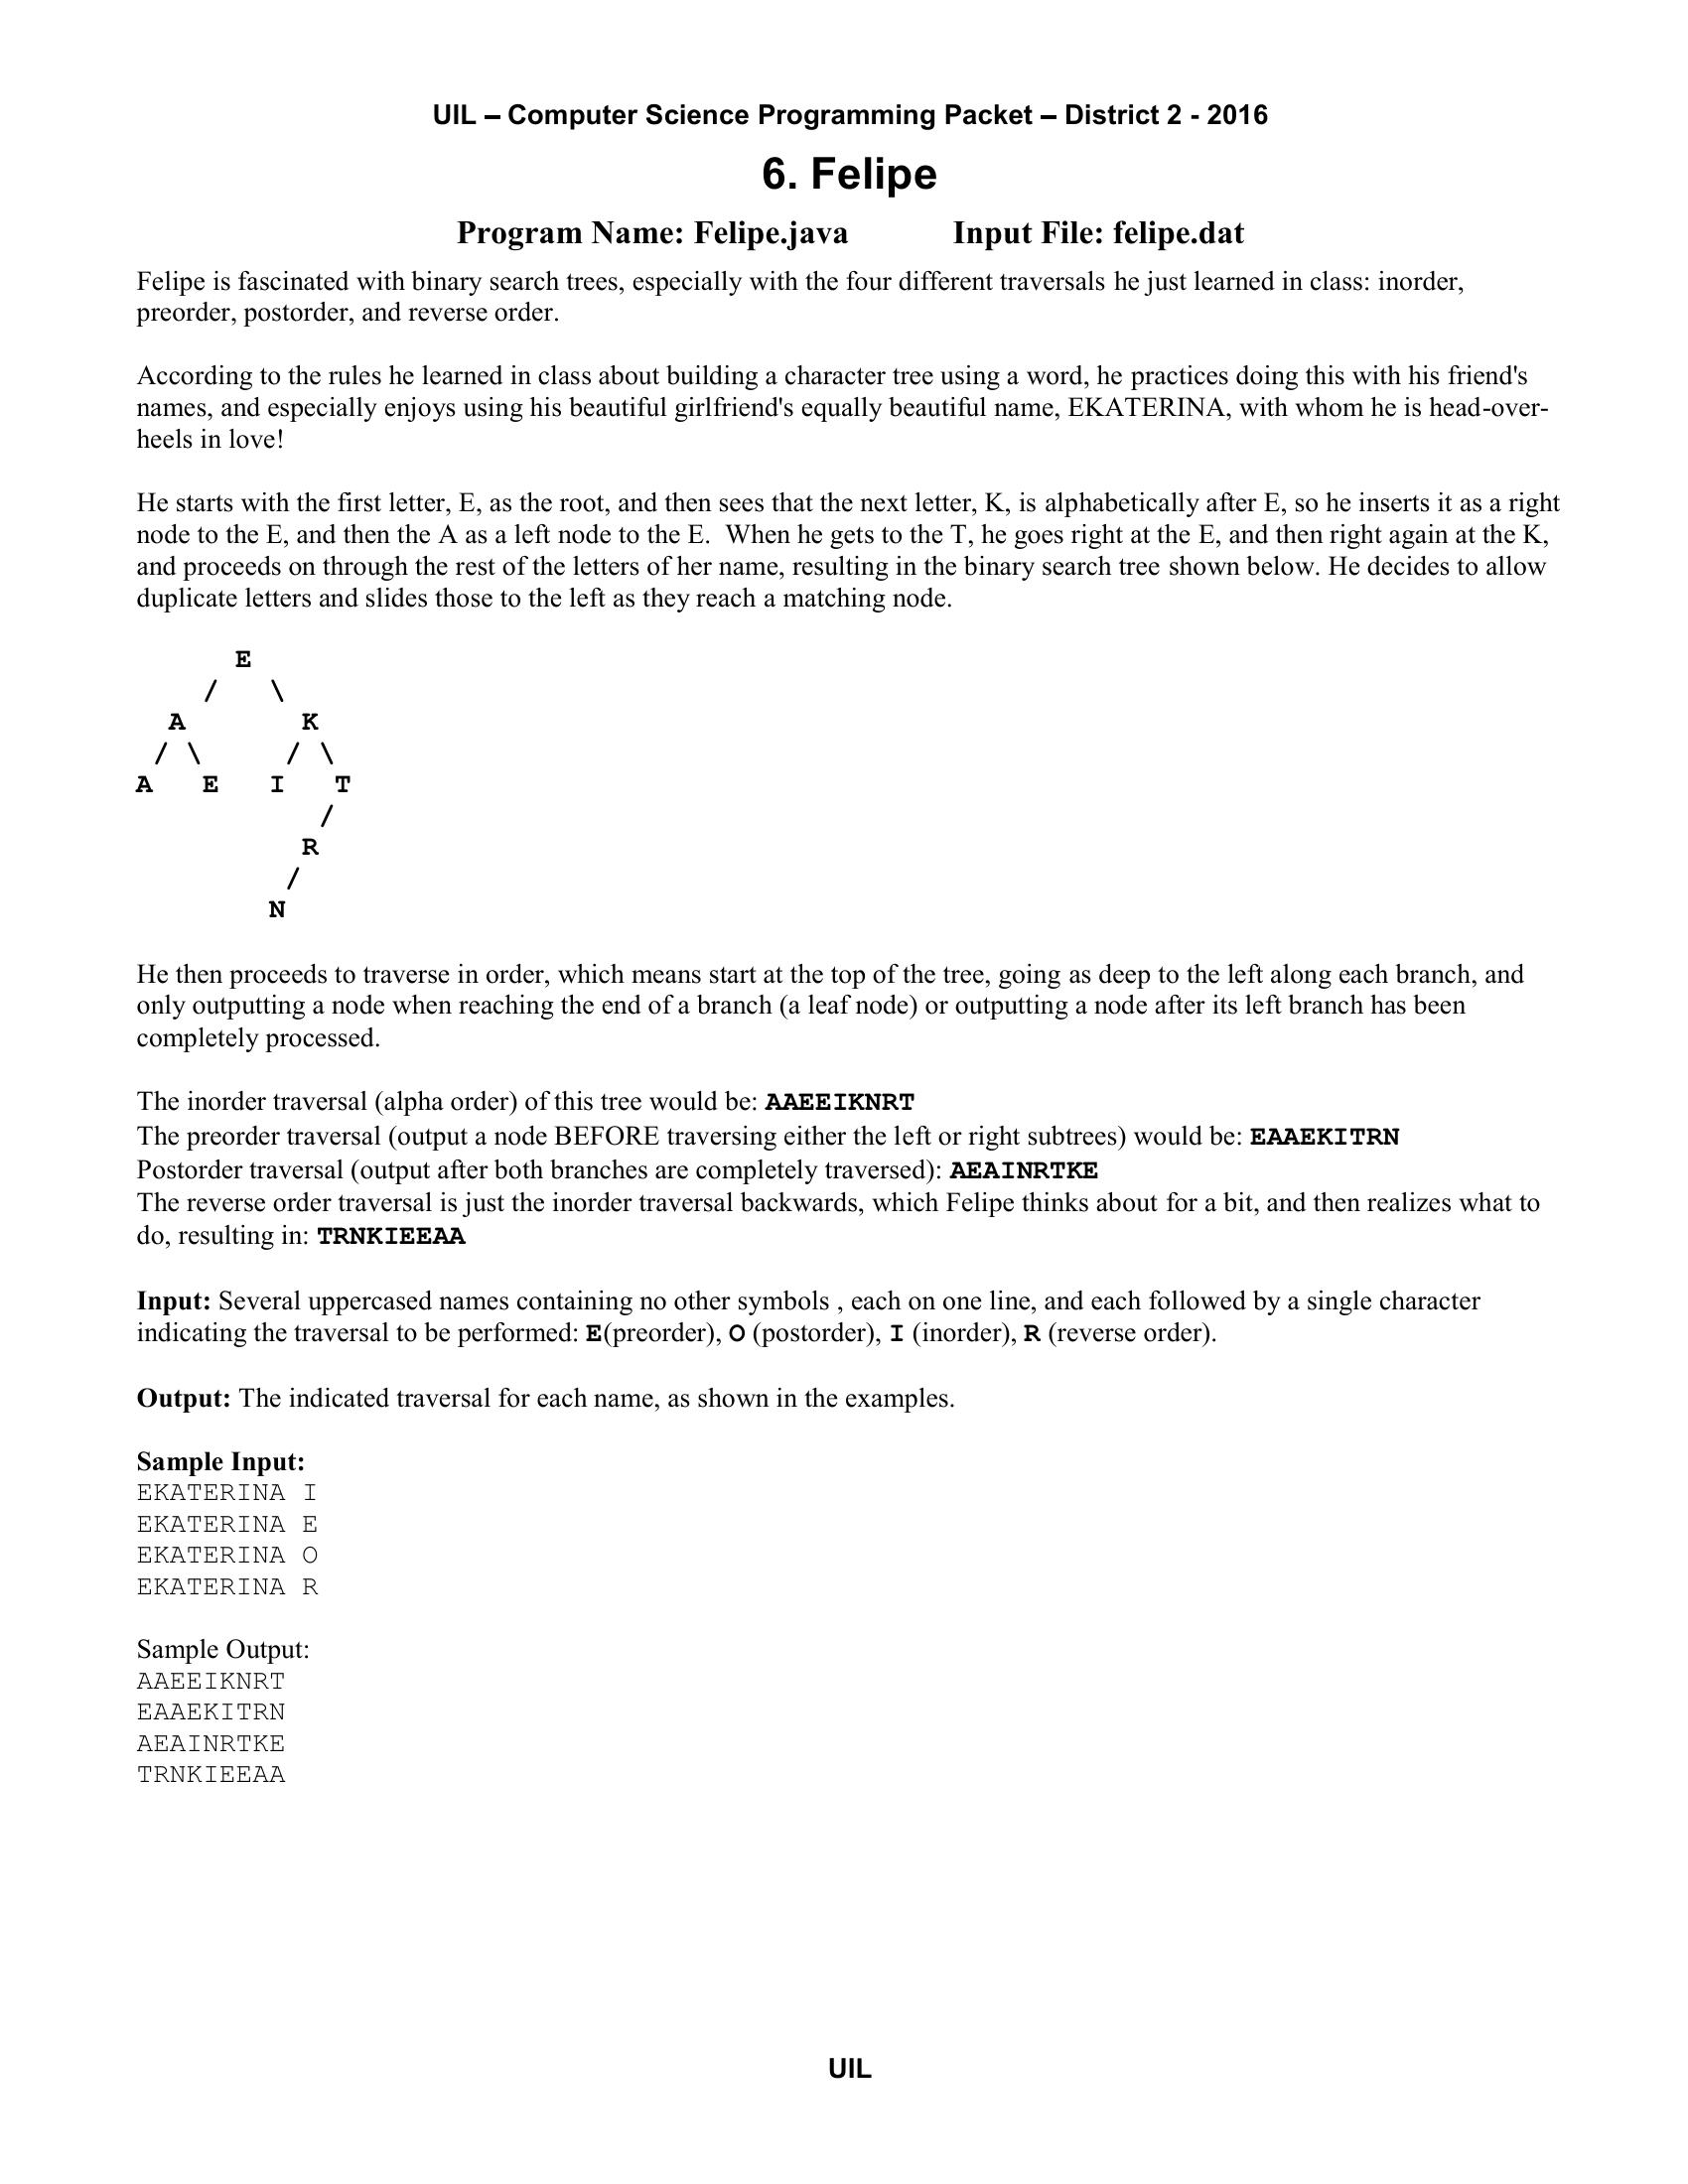 UIL – Computer Science Programming Packet – District 2 - 2016
6. Felipe
Program Name: Felipe.java Input File: felipe.dat
Felipe is fascinated with binary search trees, especially with the four different traversals he just learned in class: inorder,
preorder, postorder, and reverse order.
According to the rules he learned in class about building a character tree using a word, he practices doing this with his friend's
names, and especially enjoys using his beautiful girlfriend's equally beautiful name, EKATERINA, with whom he is head-over-
heels in love!
He starts with the first letter, E, as the root, and then sees that the next letter, K, is alphabetically after E, so he inserts it as a right
node to the E, and then the A as a left node to the E.  When he gets to the T, he goes right at the E, and then right again at the K,
and proceeds on through the rest of the letters of her name, resulting in the binary search tree shown below. He decides to allow
duplicate letters and slides those to the left as they reach a matching node.
E
/ \
A K
/ \ / \
A E I T
/
R
/
N
He then proceeds to traverse in order, which means start at the top of the tree, going as deep to the left along each branch, and
only outputting a node when reaching the end of a branch (a leaf node) or outputting a node after its left branch has been
completely processed.
The inorder traversal (alpha order) of this tree would be: AAEEIKNRT
The preorder traversal (output a node BEFORE traversing either the left or right subtrees) would be: EAAEKITRN
Postorder traversal (output after both branches are completely traversed): AEAINRTKE
The reverse order traversal is just the inorder traversal backwards, which Felipe thinks about for a bit, and then realizes what to
do, resulting in: TRNKIEEAA
Input: Several uppercased names containing no other symbols , each on one line, and each followed by a single character
indicating the traversal to be performed: E(preorder), O (postorder), I (inorder), R (reverse order).
Output: The indicated traversal for each name, as shown in the examples.
Sample Input:
EKATERINA I
EKATERINA E
EKATERINA O
EKATERINA R
Sample Output:
AAEEIKNRT
EAAEKITRN
AEAINRTKE
TRNKIEEAA
UIL